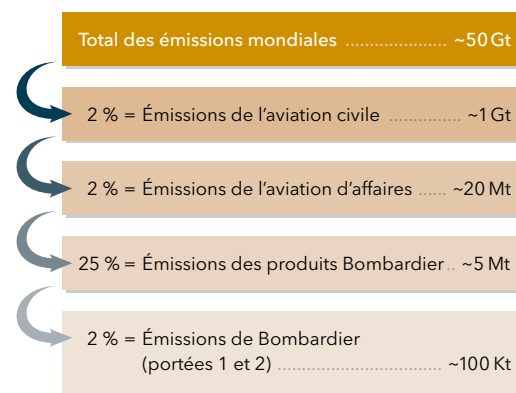 Total des émissions mondiales ..................... ~50 Gt
2 % = Émissions de l’aviation civile ............... ~1 Gt
2 % = Émissions de l’aviation d’affaires ...... ~20 Mt
25 % = Émissions des produits Bombardier .. ~5 Mt
2 % = Émissions de Bombardier
(portées 1 et 2) .................................. ~100 Kt